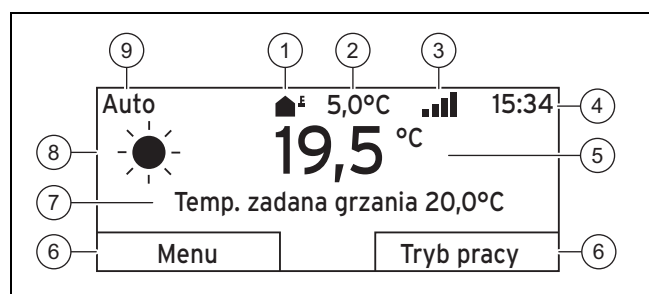 9 1 2 3
Auto 5,0°C 15:34 4
8 19,5 °C 5
7 Temp. zadana grzania 20,0°C
6 Menu Tryb pracy 6